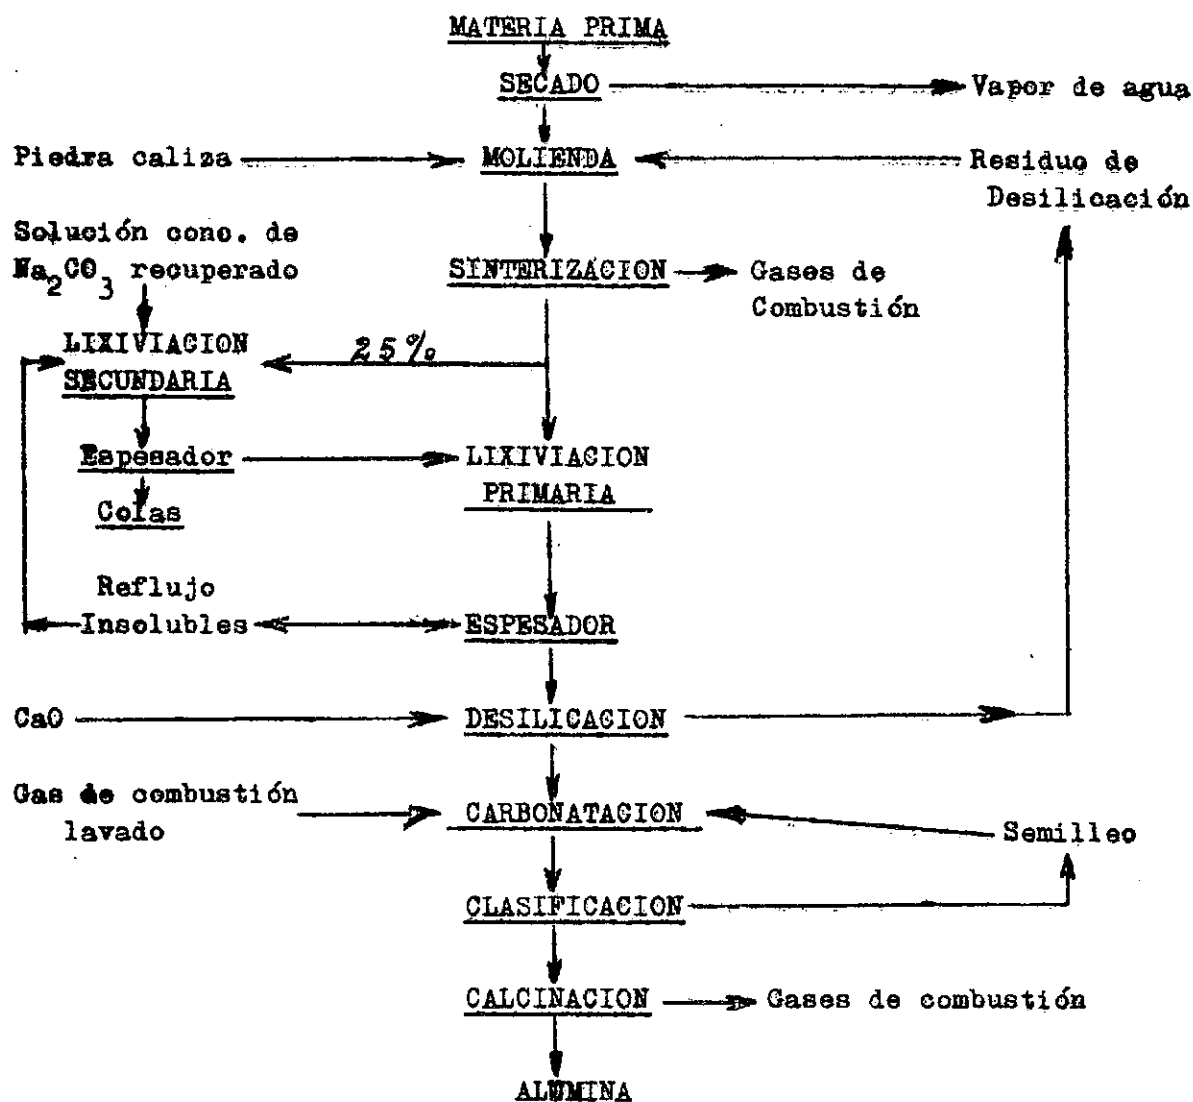 MATERIA PRIMA
SECADO
Vapor de agua
Piedra caliza
MOLIENDA
Residuo de
Desilicación
Solución conc. de
Na2CO3 recuperado
SINTERIZACION
Gases de
Combustión
LIXIVIACION
SECUNDARIA
25%
Espesador
LIXIVIACION
PRIMARIA
Colas
Reflujo
Insolubles
ESPESADOR
CaO
DESILICACION
Gas de combustión
lavado
CARBONATACION
Semilleo
CLASIFICACION
CALCINACION
Gases de combustión
ALUMINA